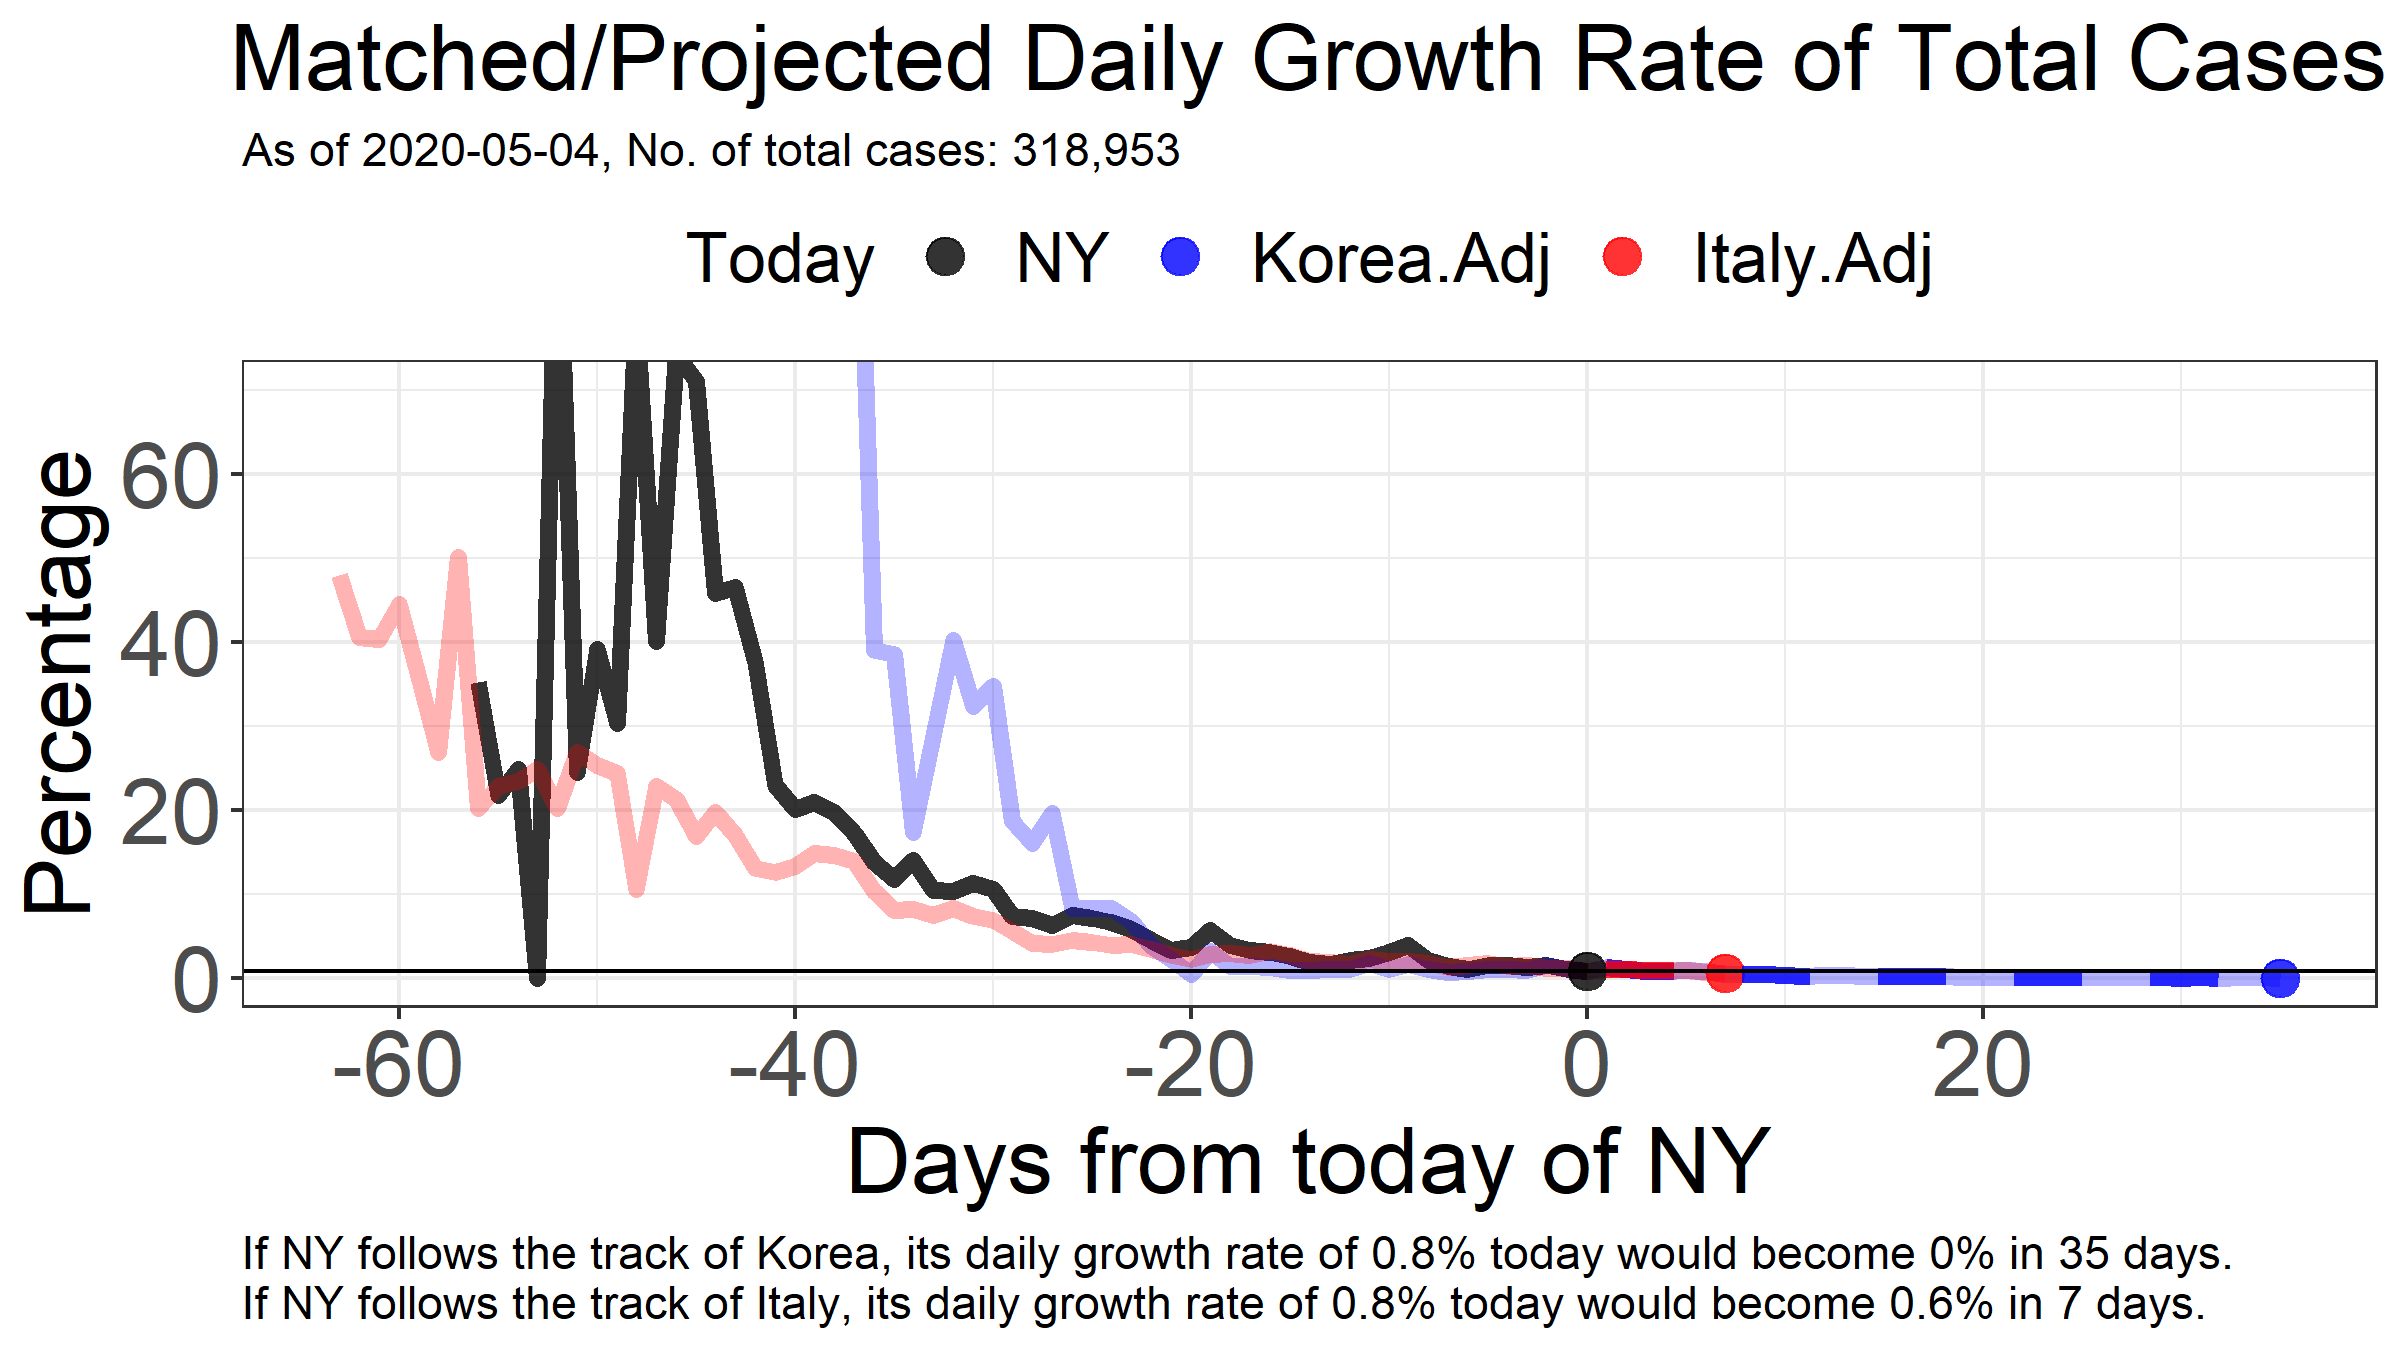 Matched/Projected Daily Growth Rate of Total Cases
As of 2020-05-04, No. of total cases: 318,953
Today NY Korea.Adj Italy.Adj
Percentage
60
40
20
0
-60 -40 -20 0 20
Days from today of NY
If NY follows the track of Korea, its daily growth rate of 0.8% today would become 0% in 35 days.
If NY follows the track of Italy, its daily growth rate of 0.8% today would become 0.6% in 7 days.